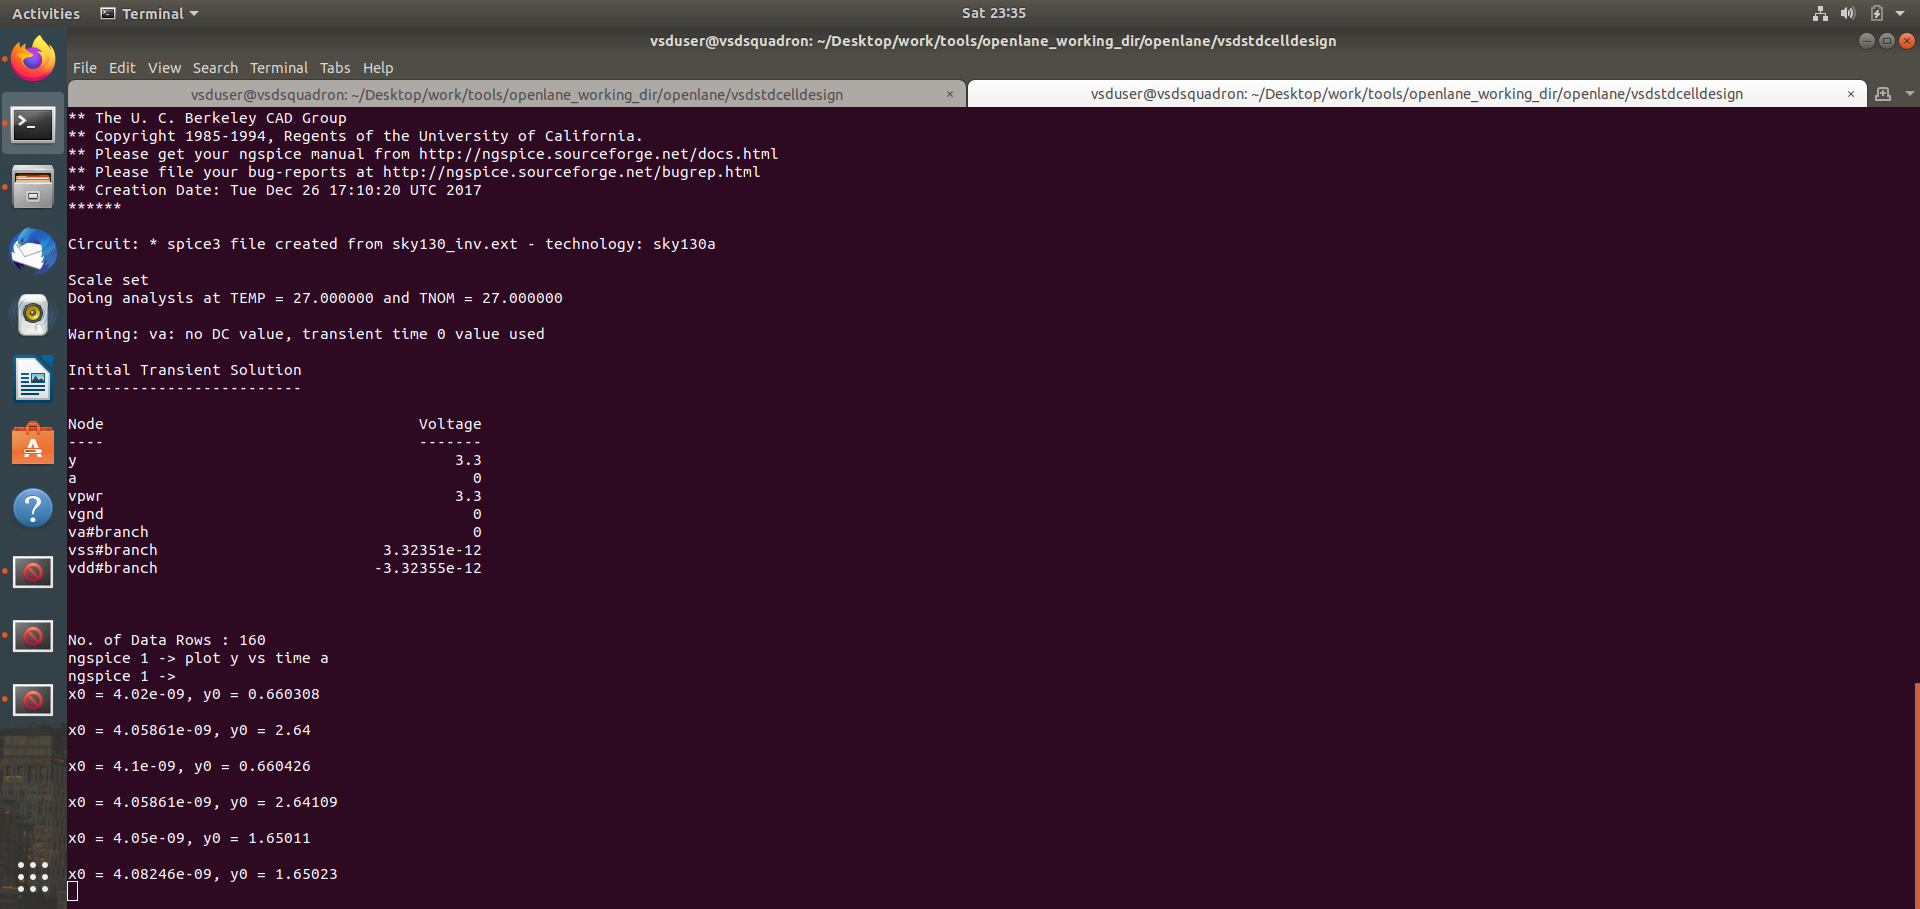 Activities Terminal Sat 23:35
vsduser@vsdsquadron: ~/Desktop/work/tools/openlane_working_dir/openlane/vsdstdcelldesign
File Edit View Search Terminal Tabs Help
vsduser@vsdsquadron: ~/Desktop/work/tools/openlane_working_dir/openlane/vsdstdcelldesign × vsduser@vsdsquadron: ~/Desktop/work/tools/openlane_working_dir/openlane/vsdstdcelldesign ×
** The U. C. Berkeley CAD Group
** Copyright 1985-1994, Regents of the University of California.
** Please get your ngspice manual from http://ngspice.sourceforge.net/docs.html
** Please file your bug-reports at http://ngspice.sourceforge.net/bugrep.html
** Creation Date: Tue Dec 26 17:10:20 UTC 2017
******
Circuit: * spice3 file created from sky130_inv.ext - technology: sky130a
Scale set
Doing analysis at TEMP = 27.000000 and TNOM = 27.000000
Warning: va: no DC value, transient time 0 value used
Initial Transient Solution
--------------------------
Node Voltage
---- -------
y 3.3
a 0
vpwr 3.3
vgnd 0
va#branch 0
vss#branch 3.32351e-12
vdd#branch -3.32355e-12
No. of Data Rows : 160
ngspice 1 -> plot y vs time a
ngspice 1 ->
x0 = 4.02e-09, y0 = 0.660308
x0 = 4.05861e-09, y0 = 2.64
x0 = 4.1e-09, y0 = 0.660426
x0 = 4.05861e-09, y0 = 2.64109
x0 = 4.05e-09, y0 = 1.65011
x0 = 4.08246e-09, y0 = 1.65023